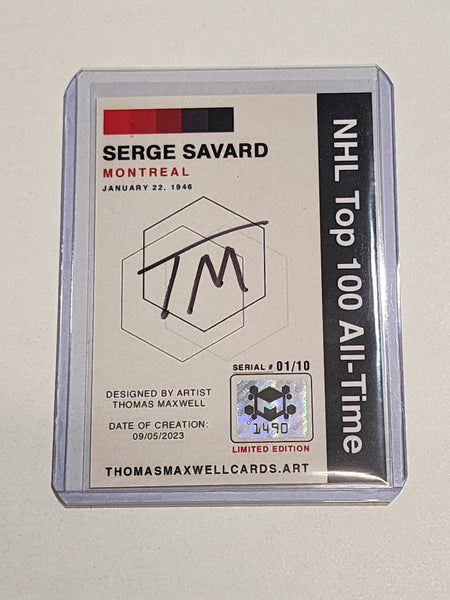 SERGE SAVARD
MONTREAL
JANUARY 22, 1946
TM
SERIAL # 01/10
1490
LIMITED EDITION
DESIGNED BY ARTIST
THOMAS MAXWELL
DATE OF CREATION:
09/05/2023
THOMASMAXWELLCARDS.ART
NHL Top 100 All-Time